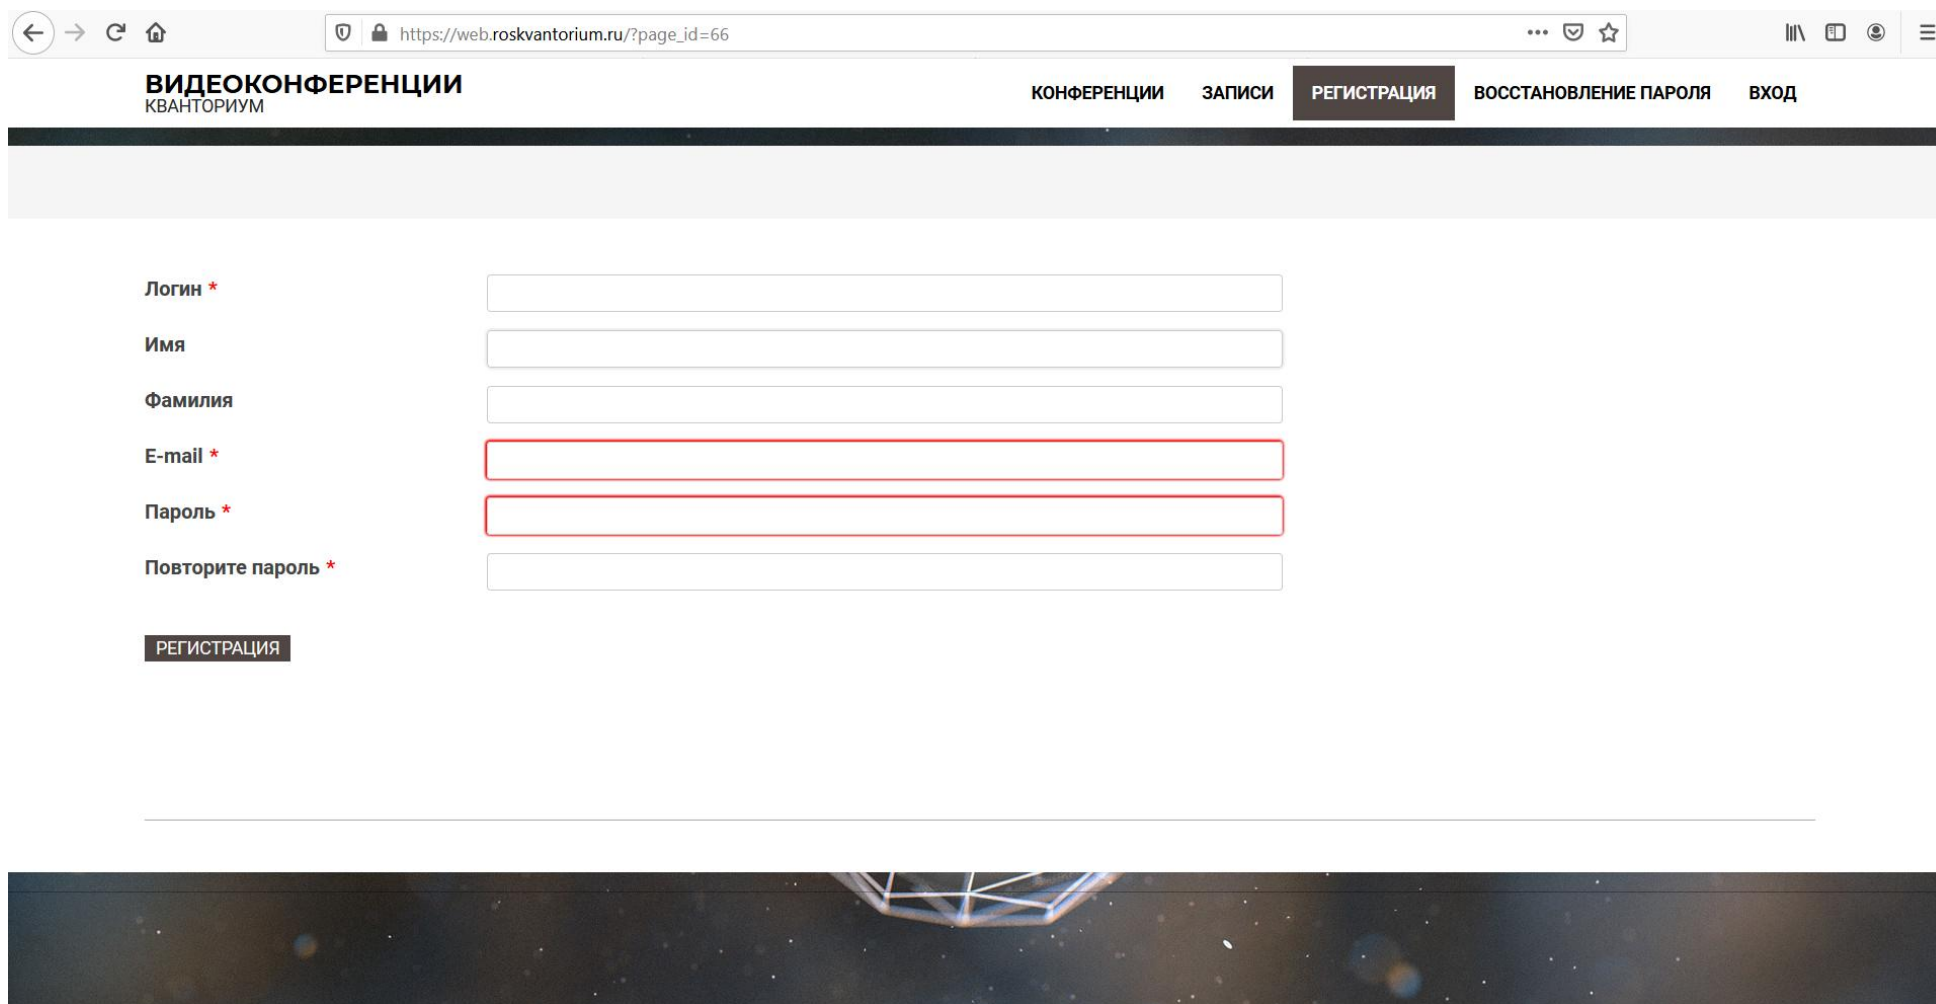 https://web.roskvantorium.ru/?page_id=66
ВИДЕОКОНФЕРЕНЦИИ
КВАНТОРИУМ
КОНФЕРЕНЦИИ ЗАПИСИ РЕГИСТРАЦИЯ ВОССТАНОВЛЕНИЕ ПАРОЛЯ ВХОД
Логин *
Имя
Фамилия
E-mail *
Пароль *
Повторите пароль *
РЕГИСТРАЦИЯ